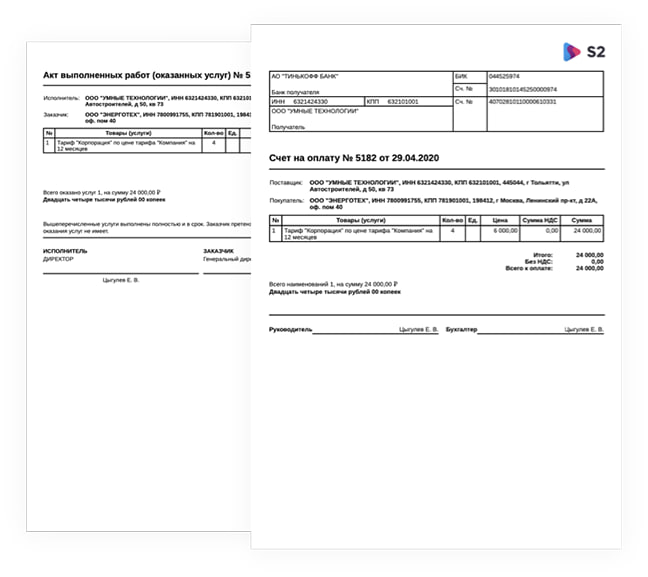 Акт выполненных работ (оказанных услуг) № 5
Исполнитель: ООО "УМНЫЕ ТЕХНОЛОГИИ", ИНН 6321424330, КПП 63210
Автостроителей, д 50, кв 73
Заказчик: ООО "ЭНЕРГОТЕХ", ИНН 7800991755, КПП 781901001, 1984
оф. пом 40
№ Товары (услуги) Кол-во Ед.
1 Тариф "Корпорация" по цене тарифа "Компания" на 4
12 месяцев
Всего оказано услуг 1, на сумму 24 000,00 ₽
Двадцать четыре тысячи рублей 00 копеек
Вышеперечисленные услуги выполнены полностью и в срок. Заказчик
оказания услуг не имеет.
ИСПОЛНИТЕЛЬ ЗАКАЗЧИК
ДИРЕКТОР Генеральный
Цыгулев Е. В.
S2
АО "ТИНЬКОФФ БАНК" БИК 044525974
Сч. № 30101810145250000974
Банк получателя
ИНН 6321424330 КПП 632101001 Сч. № 40702810110000610331
ООО "УМНЫЕ ТЕХНОЛОГИИ"
Получатель
Счет на оплату № 5182 от 29.04.2020
Поставщик: ООО "УМНЫЕ ТЕХНОЛОГИИ", ИНН 6321424330, КПП 632101001, 445044, г Тольятти, ул
Автостроителей, д 50, кв 73
Покупатель: ООО "ЭНЕРГОТЕХ", ИНН 7800991755, КПП 781901001, 198412, г Москва, Ленинский пр-кт, д 22А,
оф. пом 40
№ Товары (услуги) Кол-во Ед. Цена Сумма НДС Сумма
1 Тариф "Корпорация" по цене тарифа "Компания" на 4 6 000,00 0,00 24 000,00
12 месяцев
Итого: 24 000,00
Без НДС: 0,00
Всего к оплате: 24 000,00
Всего наименований 1, на сумму 24 000,00 ₽
Двадцать четыре тысячи рублей 00 копеек
Руководитель Цыгулев Е. В. Бухгалтер Цыгулев Е. В.